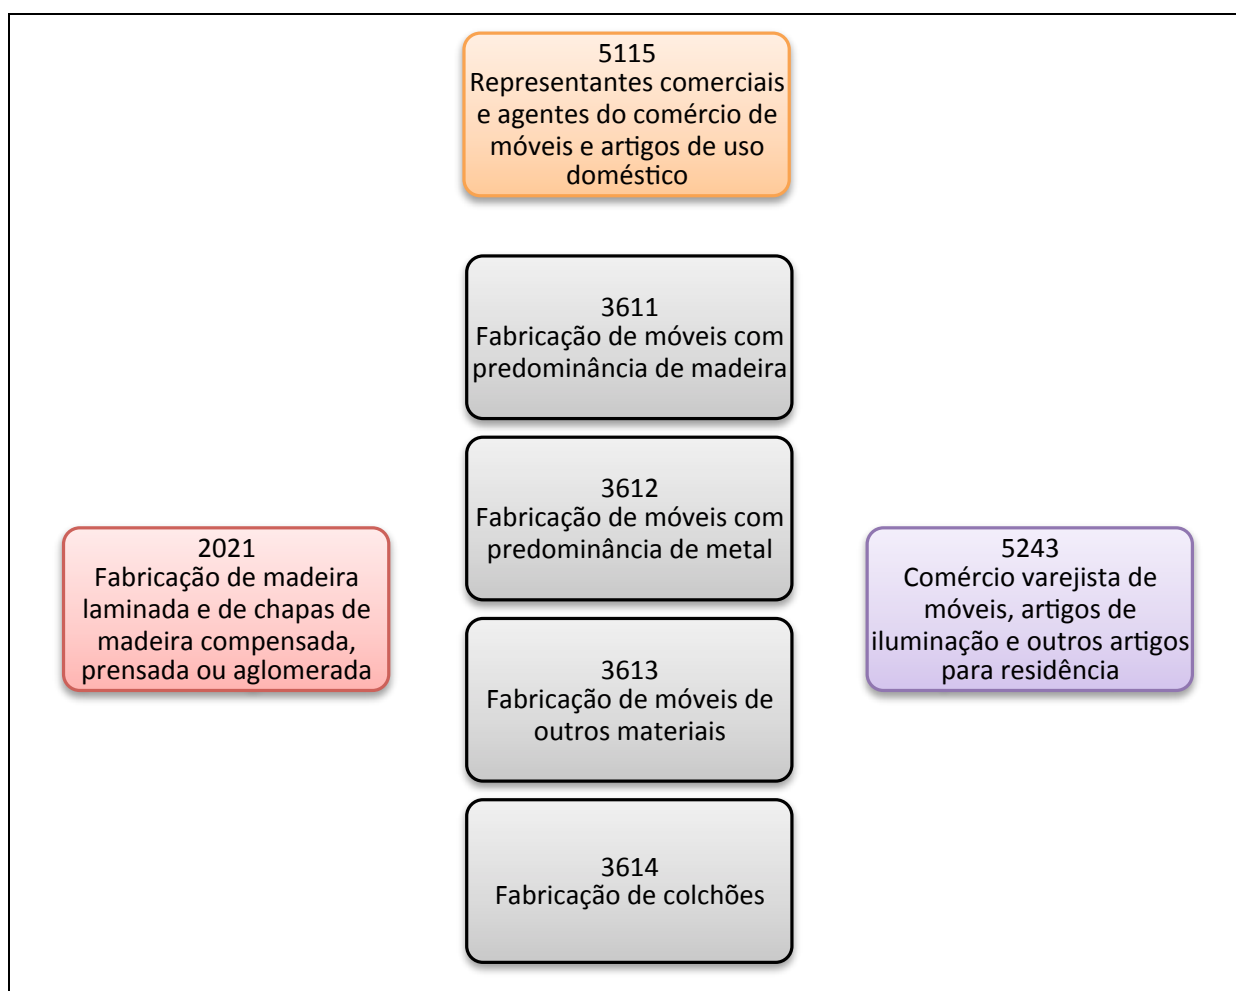 5115
Representantes comerciais
e agentes do comércio de
móveis e artigos de uso
doméstico
3611
Fabricação de móveis com
predominância de madeira
3612
Fabricação de móveis com
predominância de metal
2021
Fabricação de madeira
laminada e de chapas de
madeira compensada,
prensada ou aglomerada
5243
Comércio varejista de
móveis, artigos de
iluminação e outros artigos
para residência
3613
Fabricação de móveis de
outros materiais
3614
Fabricação de colchões